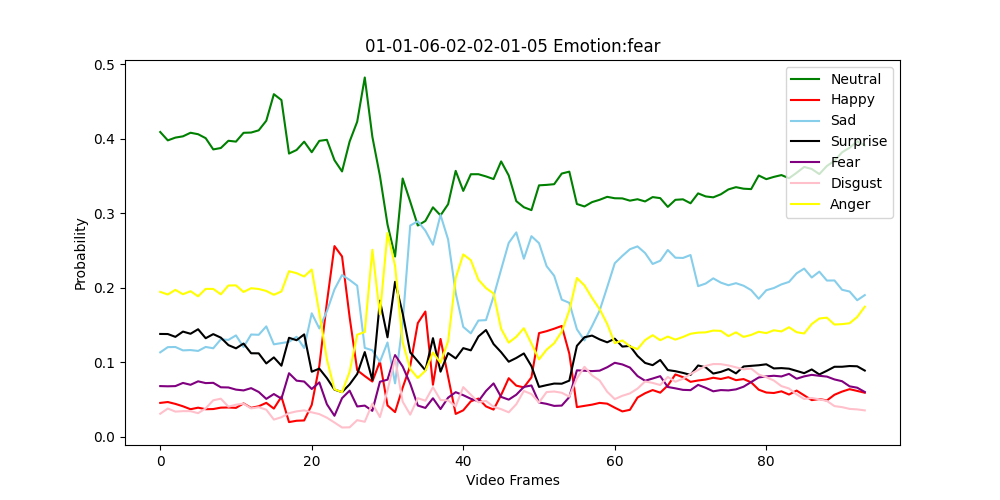 01-01-06-02-02-01-05 Emotion:fear
0.5
0.4
0.3
0.2
0.1
0.0
Probability
Neutral
Happy
Sad
Surprise
Fear
Disgust
Anger
0 20 40 60 80
Video Frames